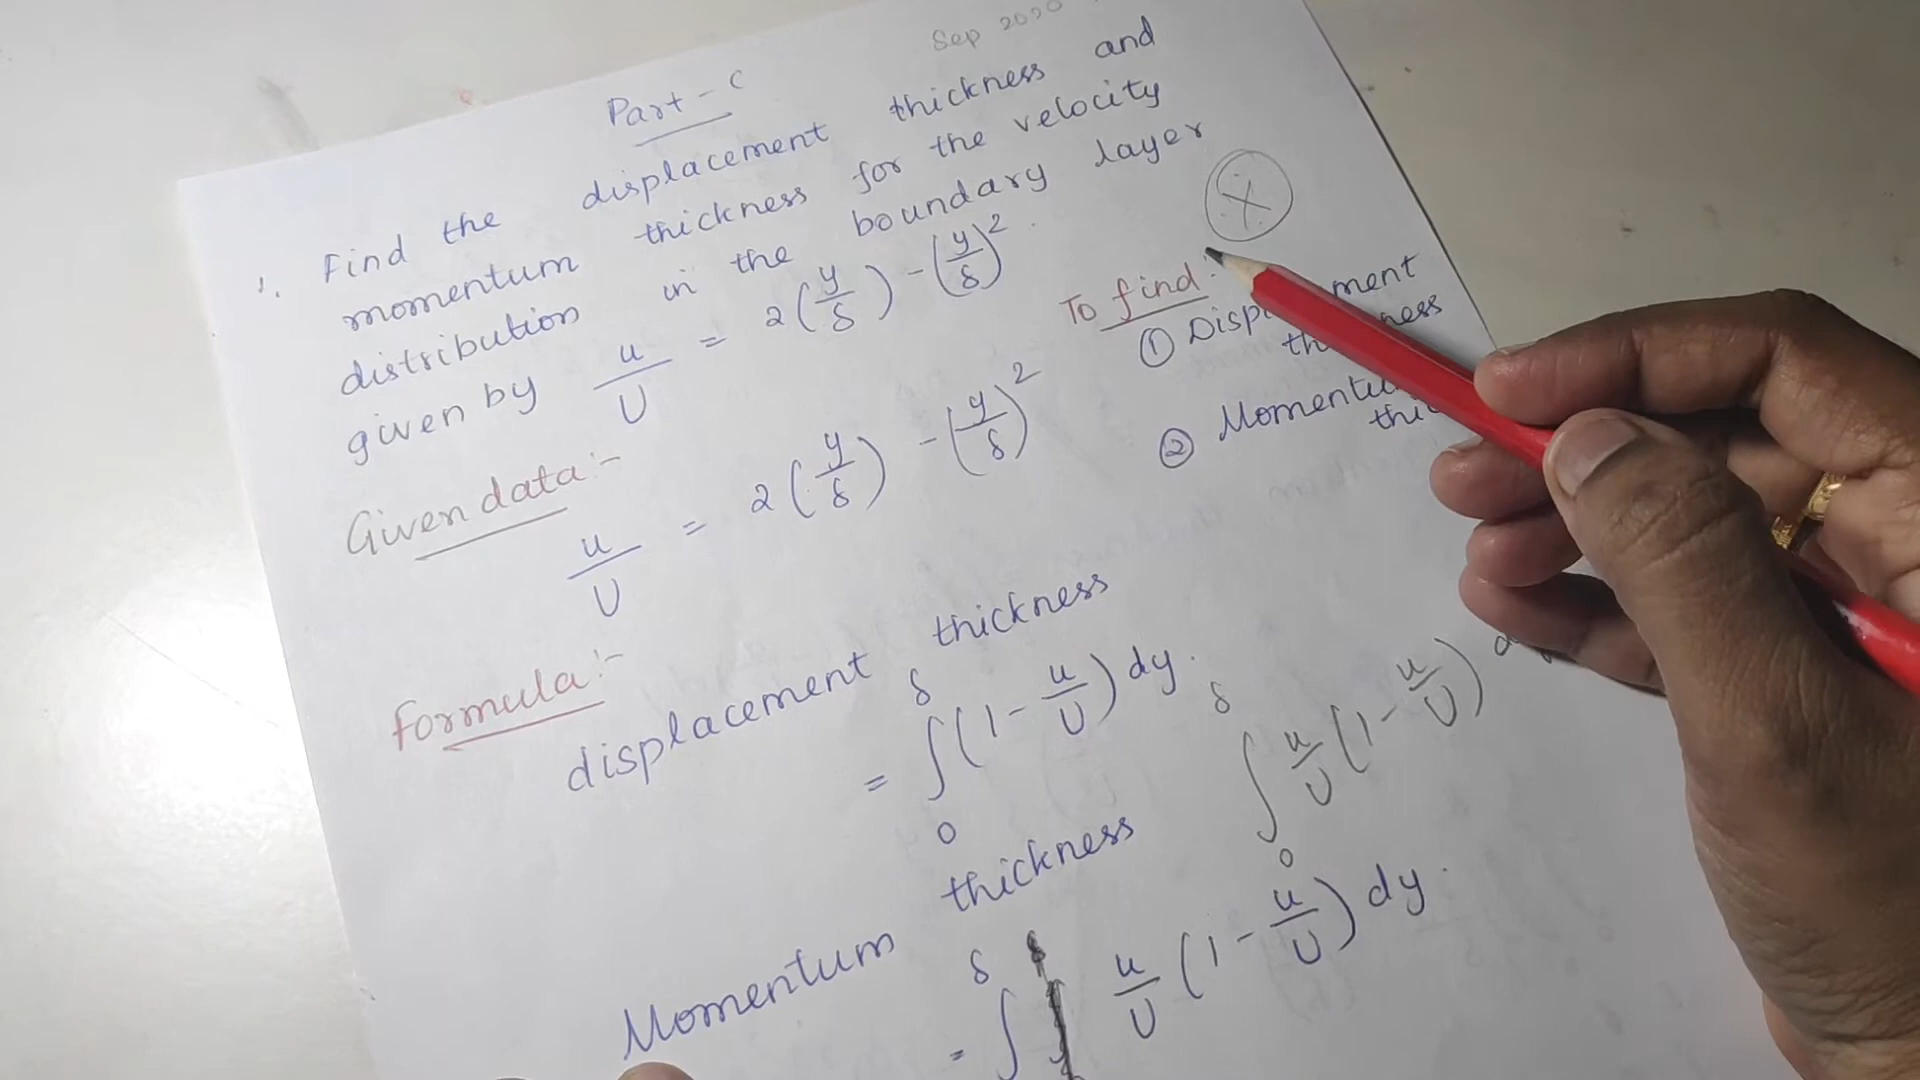 Sep 2020
Part - C
1. Find the displacement thickness and
momentum thickness for the velocity
distribution in the boundary layer
given by u/U = 2(y/δ) - (y/δ)²
Given data:-
u/U = 2(y/δ) - (y/δ)²
To find:
① Disp ment
ness
② Momentu
Formula:-
displacement thickness
= ∫₀^δ (1 - u/U) dy.
Momentum thickness
∫₀^δ u/U (1 - u/U)
= ∫^δ u/U (1 - u/U) dy.